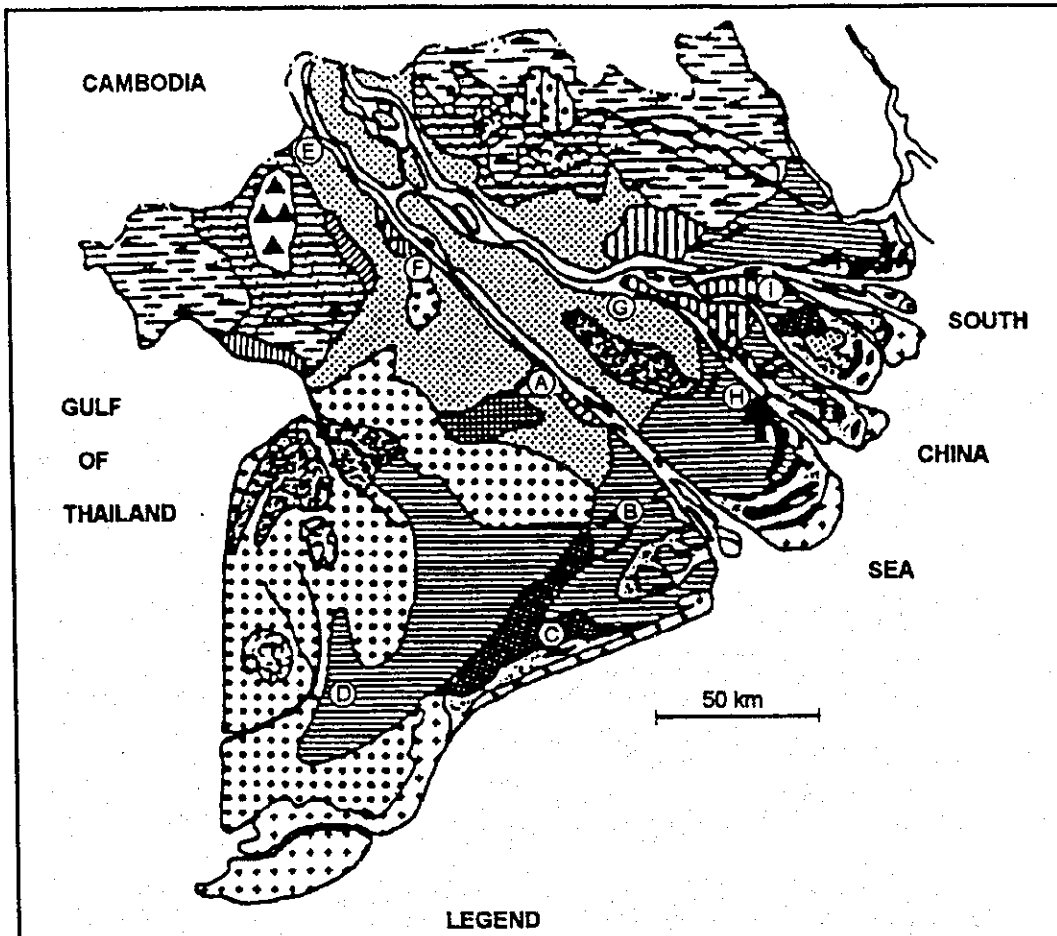 CAMBODIA
E
F
I
G
SOUTH
GULF
A
H
OF
CHINA
THAILAND
B
SEA
C
D
50 km
LEGEND